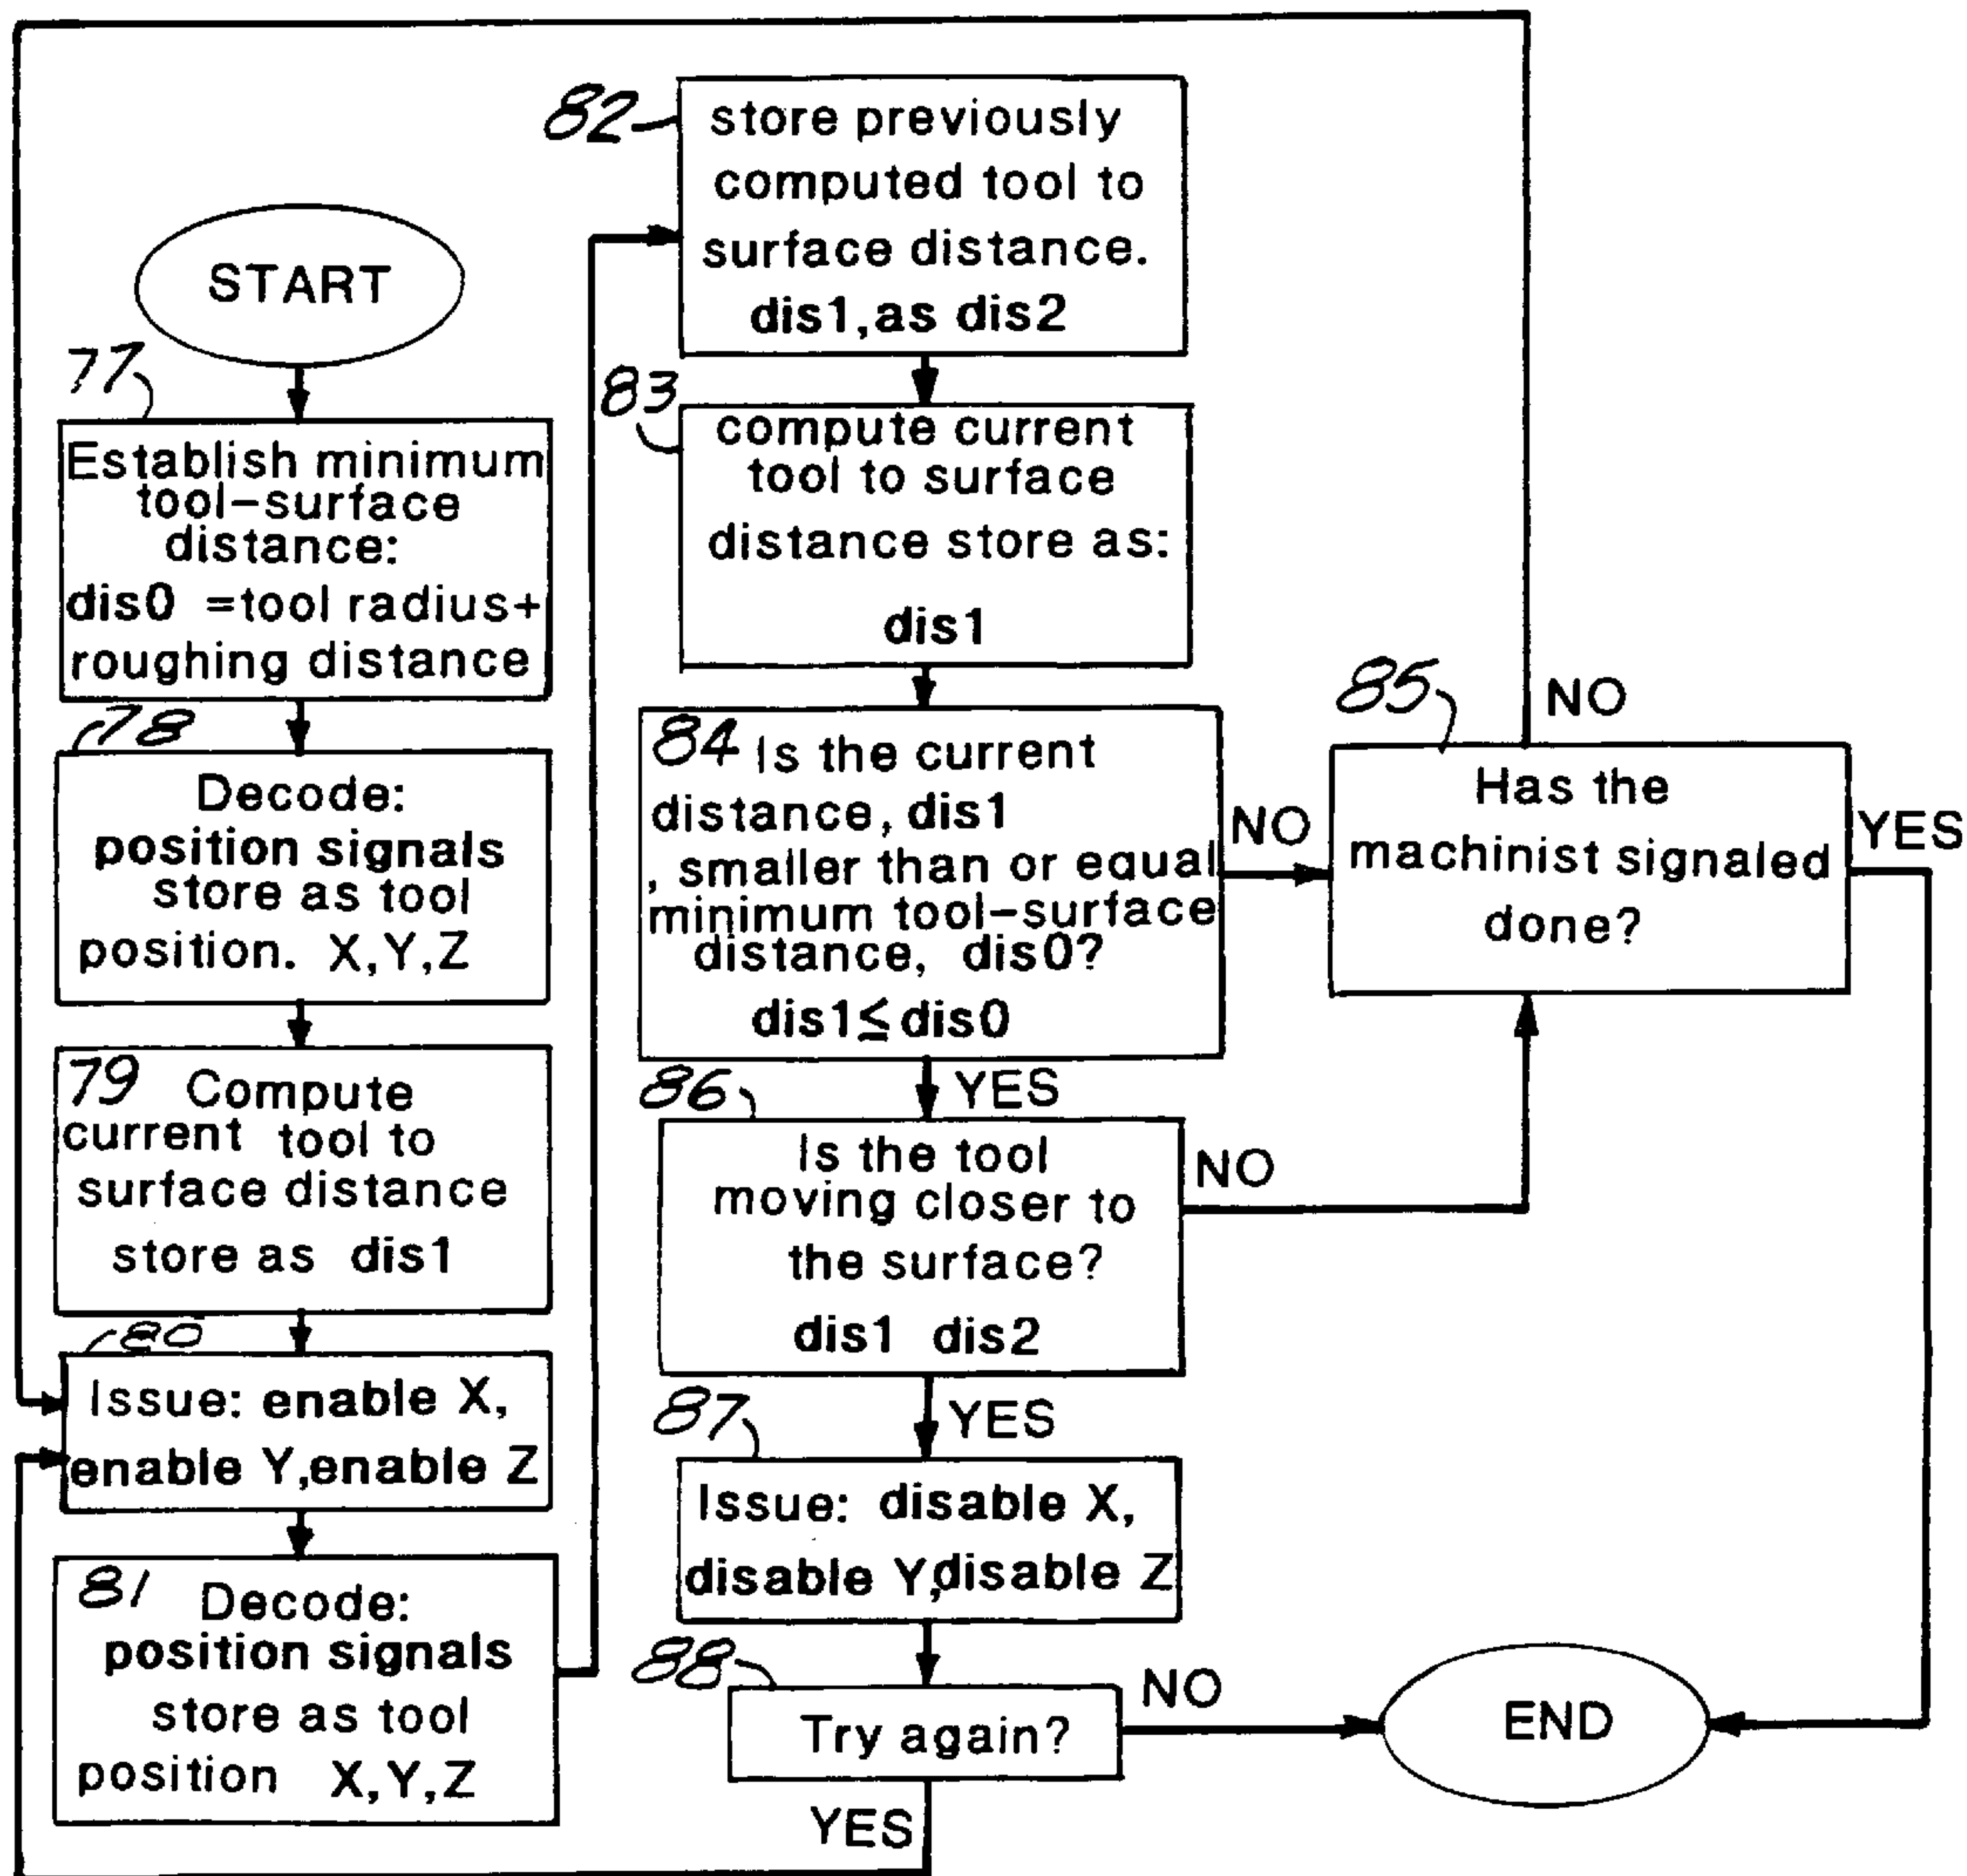 START
77
Establish minimum
tool-surface
distance:
dis0 =tool radius+
roughing distance
78
Decode:
position signals
store as tool
position. X,Y,Z
79 Compute
current tool to
surface distance
store as dis1
80
Issue: enable X,
enable Y,enable Z
81 Decode:
position signals
store as tool
position X,Y,Z
82
store previously
computed tool to
surface distance.
dis1,as dis2
83
compute current
tool to surface
distance store as:
dis1
84 Is the current
distance, dis1
, smaller than or equal
minimum tool-surface
distance, dis0?
dis1≤dis0
NO
YES
85
Has the
machinist signaled
done?
NO
YES
86
Is the tool
moving closer to
the surface?
dis1 dis2
NO
YES
87
Issue: disable X,
disable Y,disable Z
88
Try again?
NO
YES
END